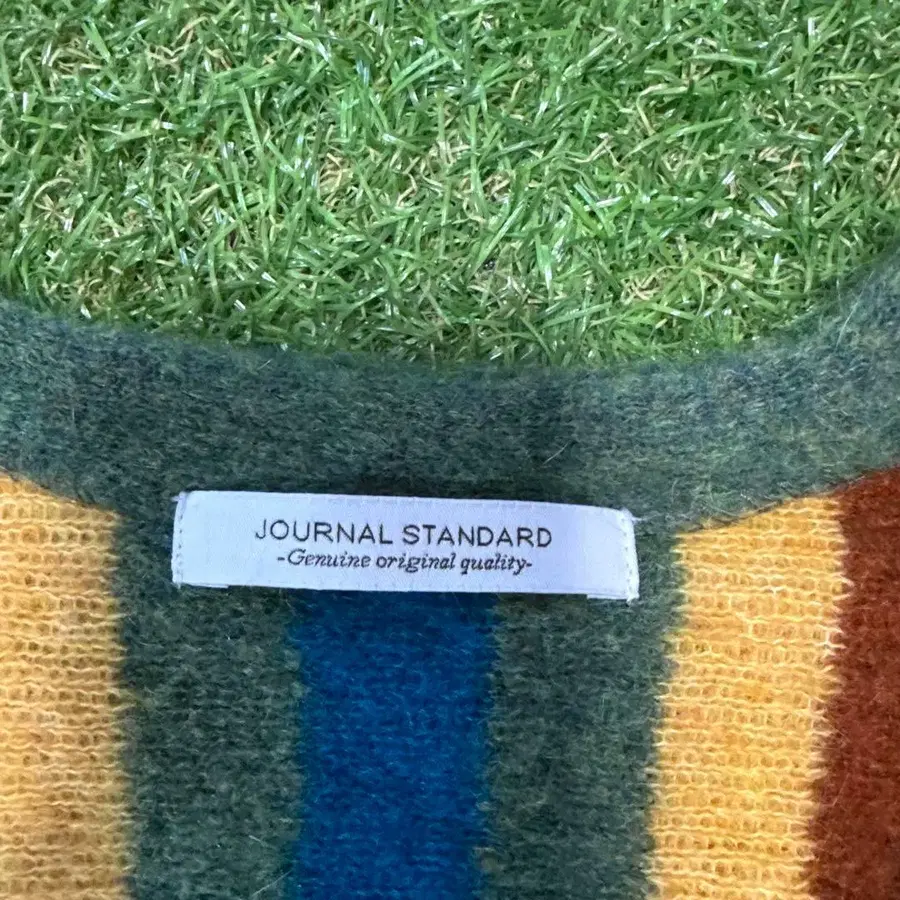 JOURNAL STANDARD
-Genuine original quality-